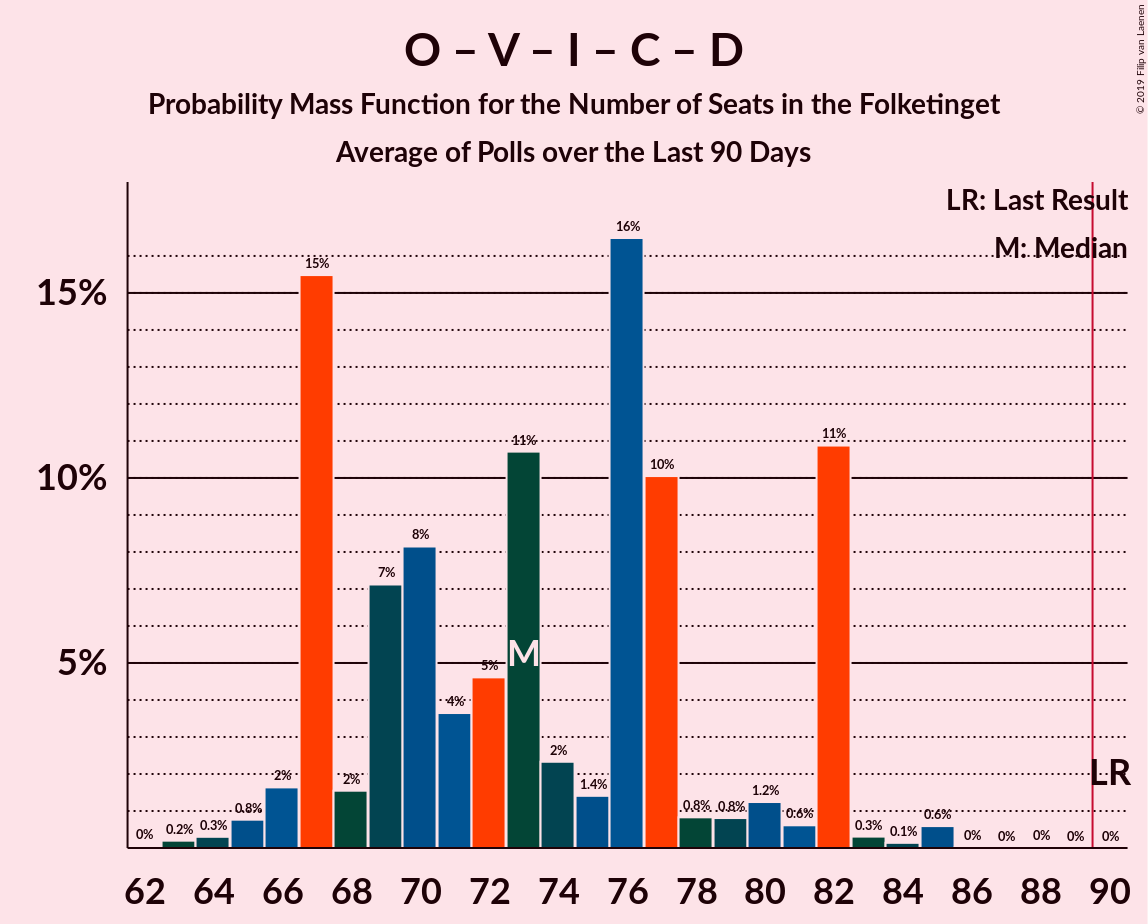 O – V – I – C – D
Probability Mass Function for the Number of Seats in the Folketinget
Average of Polls over the Last 90 Days
© 2019 Filip van Laenen
LR: Last Result
M: Median
15%
10%
5%
0% 0.2% 0.3% 0.8% 2% 15% 2% 7% 8% 4% 5% 11% 2% 1.4% 16% 10% 0.8% 0.8% 1.2% 0.6% 11% 0.3% 0.1% 0.6% 0% 0% 0% 0% 0%
M
LR
62 64 66 68 70 72 74 76 78 80 82 84 86 88 90